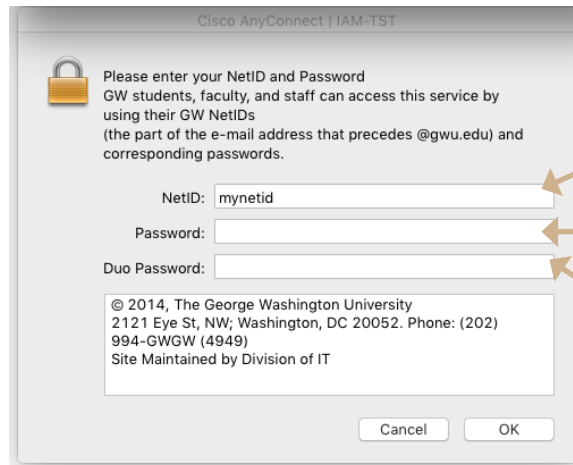 Cisco AnyConnect | IAM-TST
Please enter your NetID and Password
GW students, faculty, and staff can access this service by
using their GW NetIDs
(the part of the e-mail address that precedes @gwu.edu) and
corresponding passwords.
NetID: mynetid
Password:
Duo Password:
© 2014, The George Washington University
2121 Eye St, NW; Washington, DC 20052. Phone: (202)
994-GWGW (4949)
Site Maintained by Division of IT
Cancel OK